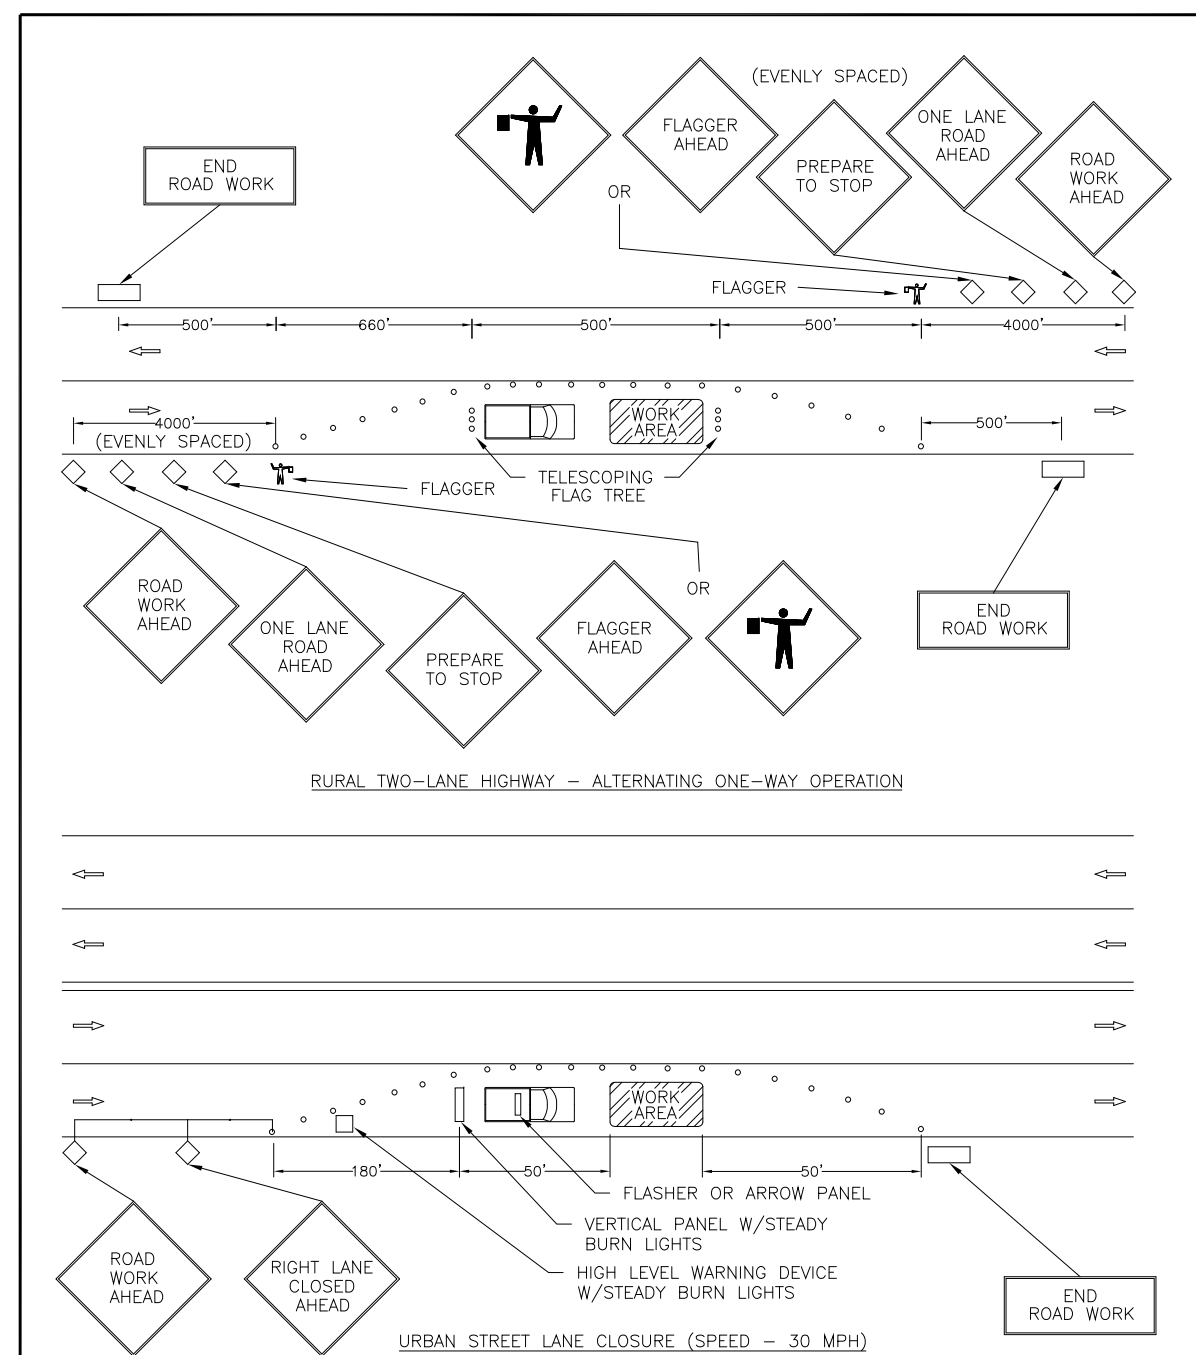 (EVENLY SPACED)
END
ROAD WORK
FLAGGER
AHEAD
PREPARE
TO STOP
ONE LANE
ROAD
AHEAD
ROAD
WORK
AHEAD
OR
FLAGGER
500'
660'
500'
500'
4000'
4000'
(EVENLY SPACED)
WORK
AREA
500'
FLAGGER
TELESCOPING
FLAG TREE
ROAD
WORK
AHEAD
ONE LANE
ROAD
AHEAD
PREPARE
TO STOP
FLAGGER
AHEAD
OR
END
ROAD WORK
RURAL TWO-LANE HIGHWAY - ALTERNATING ONE-WAY OPERATION
WORK
AREA
180'
50'
50'
FLASHER OR ARROW PANEL
VERTICAL PANEL W/STEADY
BURN LIGHTS
HIGH LEVEL WARNING DEVICE
W/STEADY BURN LIGHTS
ROAD
WORK
AHEAD
RIGHT LANE
CLOSED
AHEAD
END
ROAD WORK
URBAN STREET LANE CLOSURE (SPEED - 30 MPH)